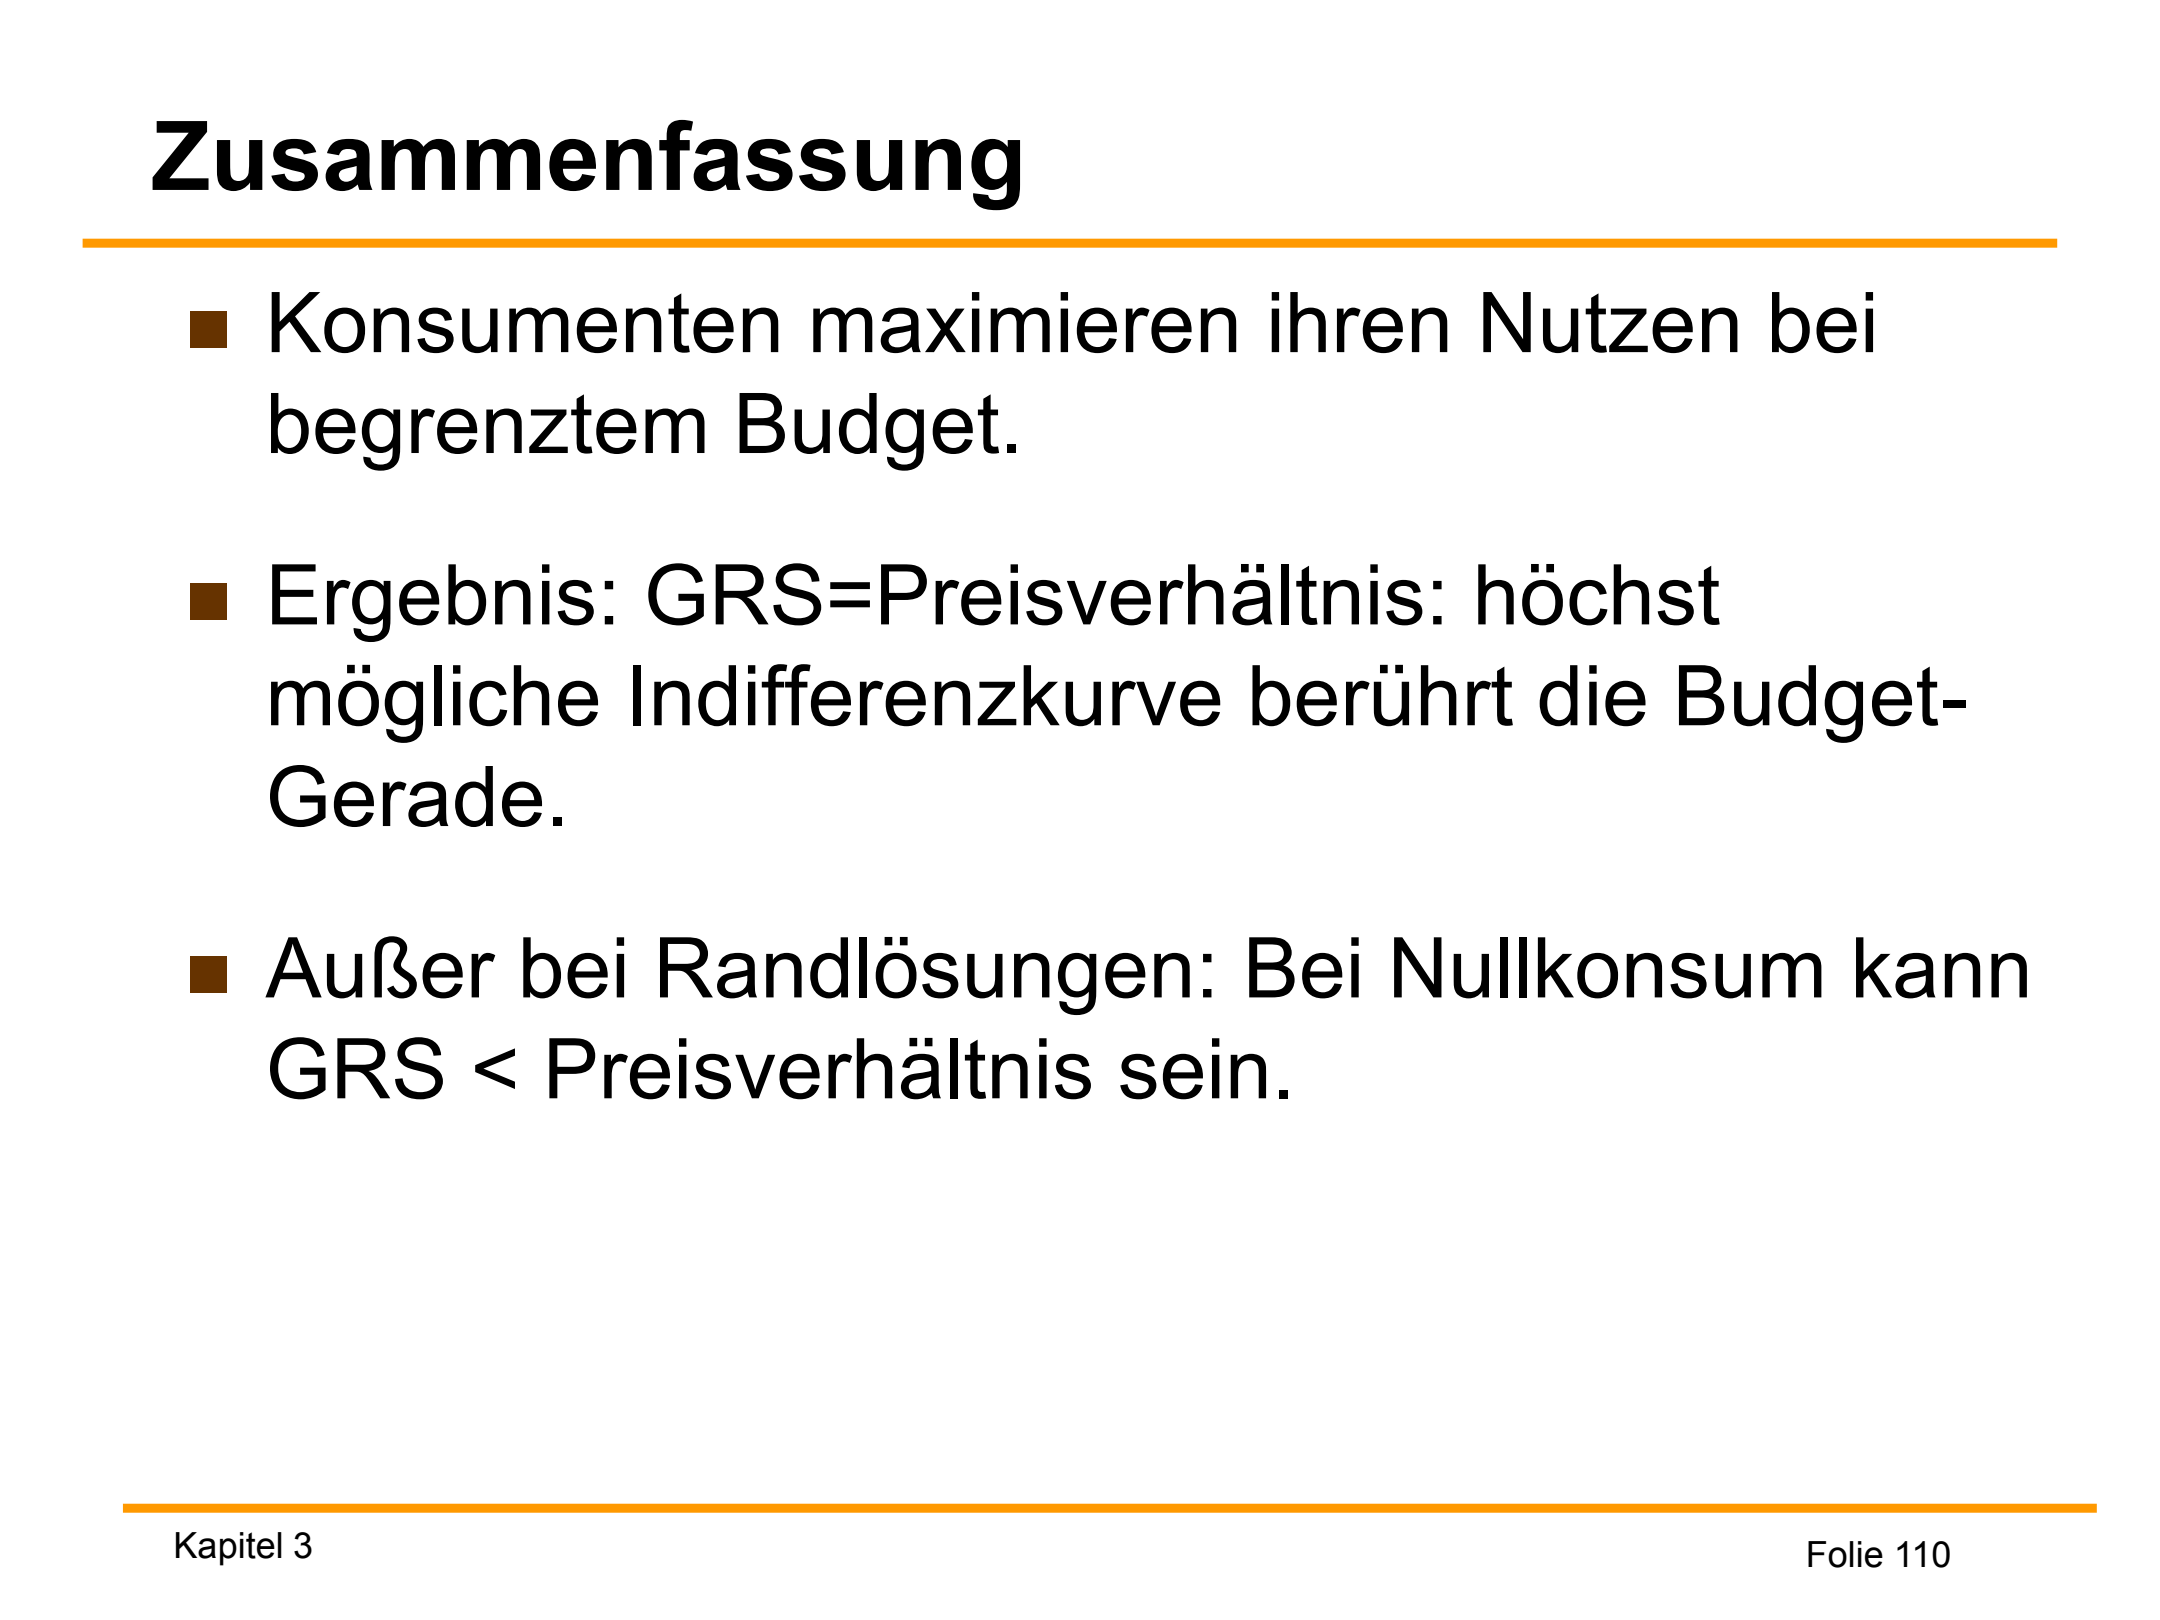 Zusammenfassung
Konsumenten maximieren ihren Nutzen bei
begrenztem Budget.
Ergebnis: GRS=Preisverhältnis: höchst
mögliche Indifferenzkurve berührt die Budget-
Gerade.
Außer bei Randlösungen: Bei Nullkonsum kann
GRS < Preisverhältnis sein.
Kapitel 3
Folie 110